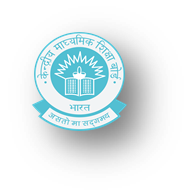 केन्द्रीय माध्यमिक शिक्षा बोर्ड
भारत
असतो मा सद्गमय